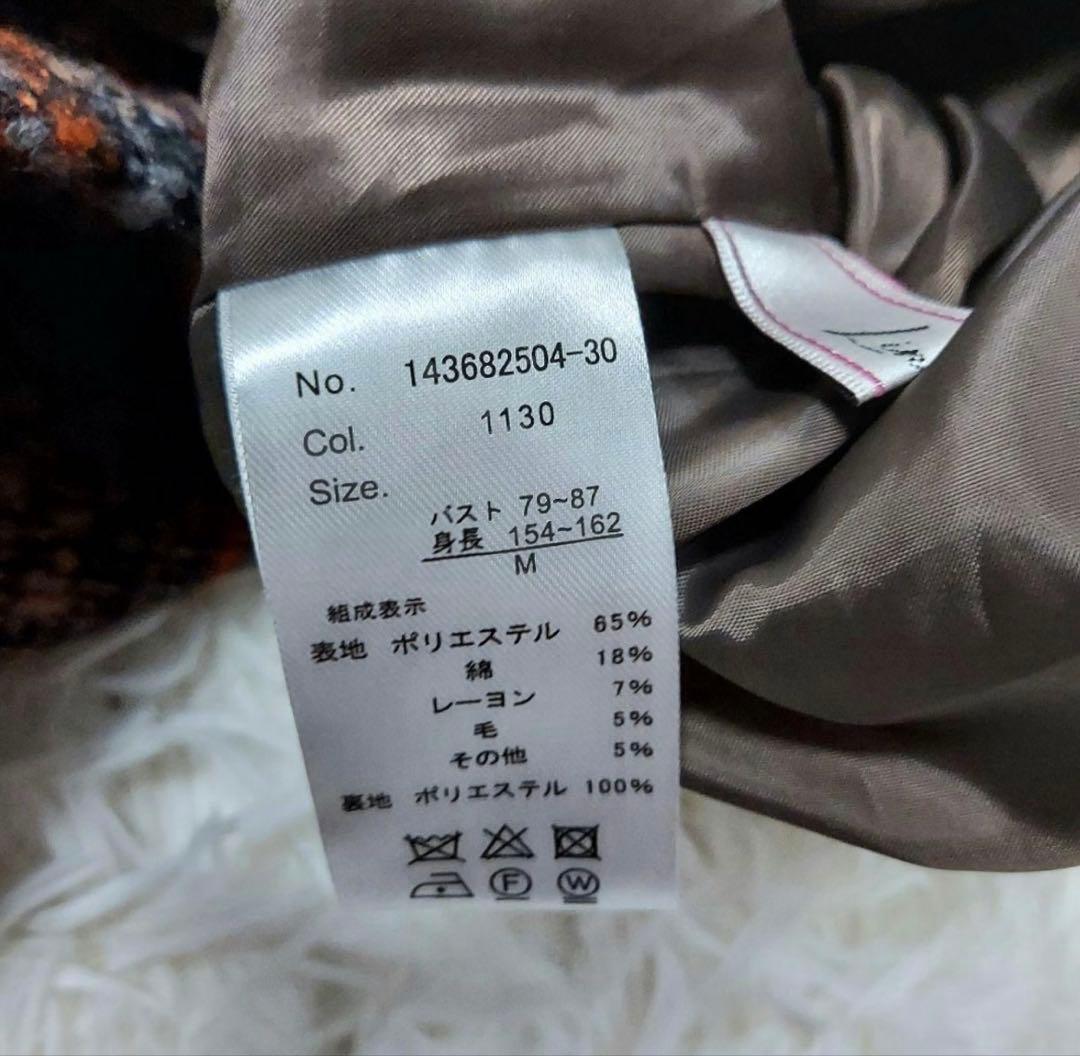 No. 143682504-30
Col. 1130
Size.
バスト 79~87
身長 154~162
M
組成表示
表地 ポリエステル 65%
綿 18%
レーヨン 7%
毛 5%
その他 5%
裏地 ポリエステル 100%
F W